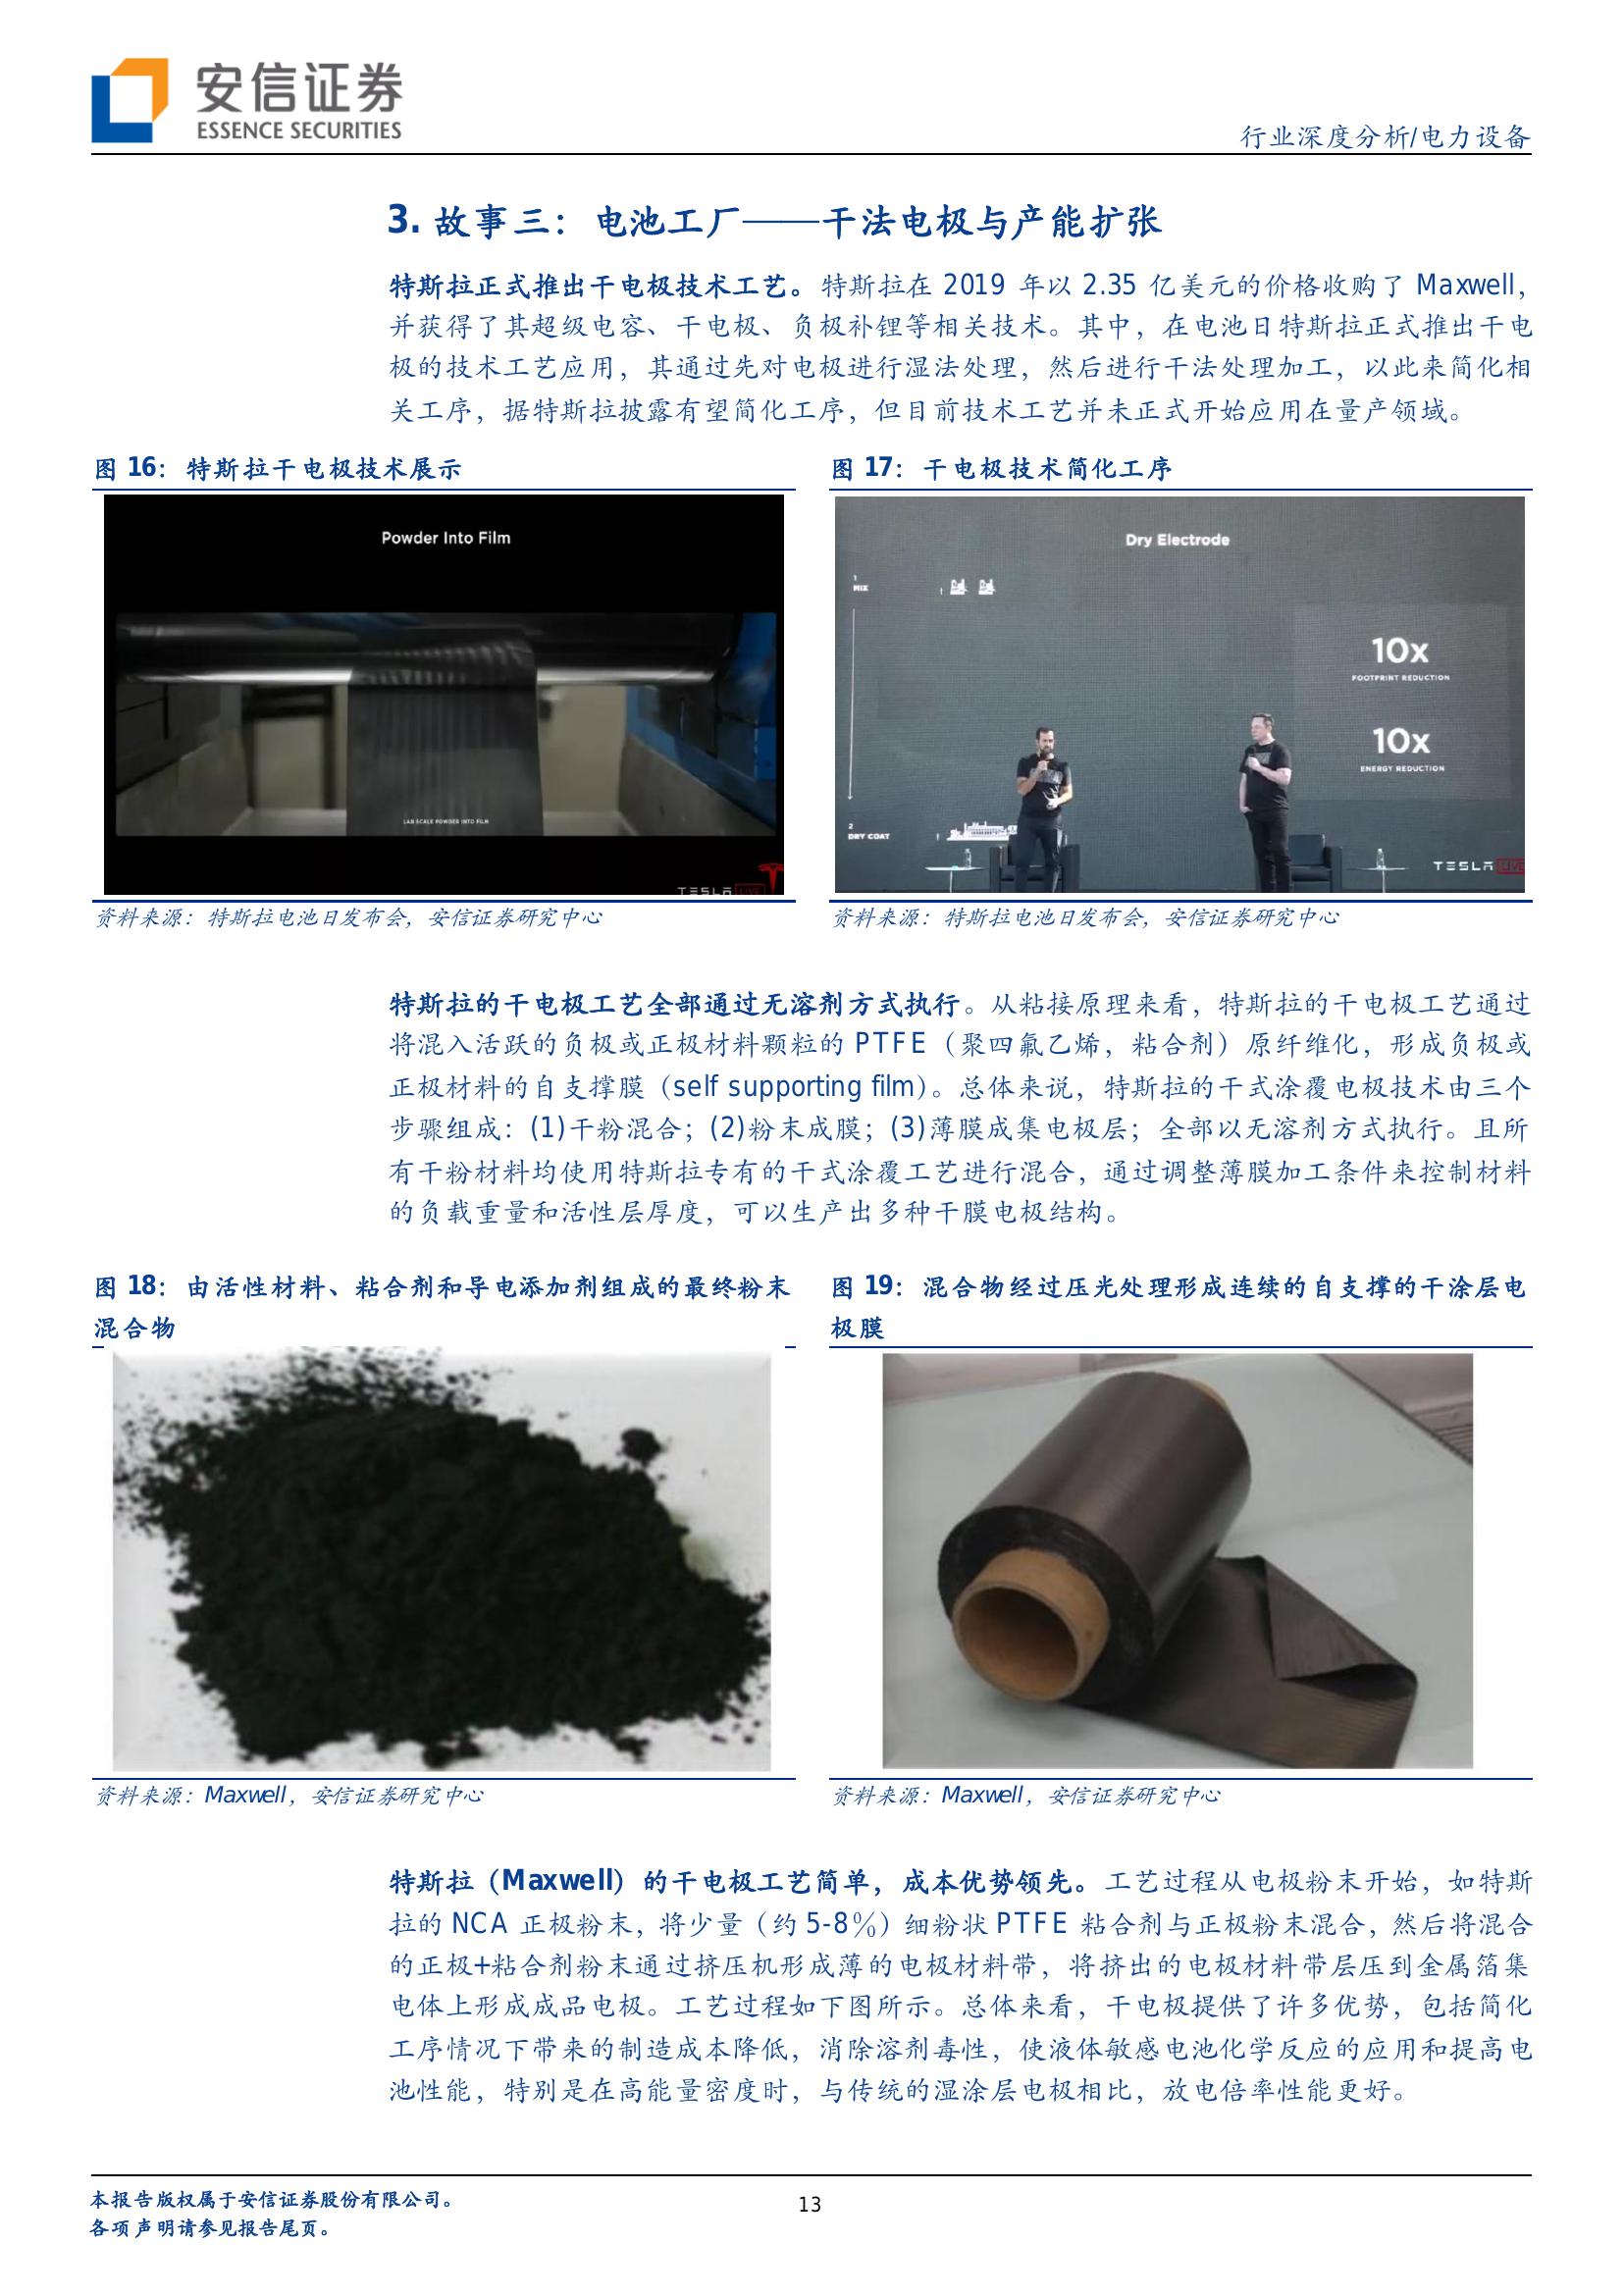 安信证券
ESSENCE SECURITIES
行业深度分析/电力设备
3. 故事三：电池工厂——干法电极与产能扩张
特斯拉正式推出干电极技术工艺。特斯拉在 2019 年以 2.35 亿美元的价格收购了 Maxwell，
并获得了其超级电容、干电极、负极补锂等相关技术。其中，在电池日特斯拉正式推出干电
极的技术工艺应用，其通过先对电极进行湿法处理，然后进行干法处理加工，以此来简化相
关工序，据特斯拉披露有望简化工序，但目前技术工艺并未正式开始应用在量产领域。
图 16：特斯拉干电极技术展示
Powder Into Film
LAB SCALE POWDER INTO FILM
TESLA LIVE
资料来源：特斯拉电池日发布会，安信证券研究中心
图 17：干电极技术简化工序
Dry Electrode
1
MIX
10x
FOOTPRINT REDUCTION
10x
ENERGY REDUCTION
2
DRY COAT
TESLA LIVE
资料来源：特斯拉电池日发布会，安信证券研究中心
特斯拉的干电极工艺全部通过无溶剂方式执行。从粘接原理来看，特斯拉的干电极工艺通过
将混入活跃的负极或正极材料颗粒的 PTFE（聚四氟乙烯，粘合剂）原纤维化，形成负极或
正极材料的自支撑膜（self supporting film）。总体来说，特斯拉的干式涂覆电极技术由三个
步骤组成：(1)干粉混合；(2)粉末成膜；(3)薄膜成集电极层；全部以无溶剂方式执行。且所
有干粉材料均使用特斯拉专有的干式涂覆工艺进行混合，通过调整薄膜加工条件来控制材料
的负载重量和活性层厚度，可以生产出多种干膜电极结构。
图 18：由活性材料、粘合剂和导电添加剂组成的最终粉末
混合物
资料来源：Maxwell，安信证券研究中心
图 19：混合物经过压光处理形成连续的自支撑的干涂层电
极膜
资料来源：Maxwell，安信证券研究中心
特斯拉（Maxwell）的干电极工艺简单，成本优势领先。工艺过程从电极粉末开始，如特斯
拉的 NCA 正极粉末，将少量（约 5-8%）细粉状 PTFE 粘合剂与正极粉末混合，然后将混合
的正极+粘合剂粉末通过挤压机形成薄的电极材料带，将挤出的电极材料带层压到金属箔集
电体上形成成品电极。工艺过程如下图所示。总体来看，干电极提供了许多优势，包括简化
工序情况下带来的制造成本降低，消除溶剂毒性，使液体敏感电池化学反应的应用和提高电
池性能，特别是在高能量密度时，与传统的湿涂层电极相比，放电倍率性能更好。
本报告版权属于安信证券股份有限公司。
各项声明请参见报告尾页。
13